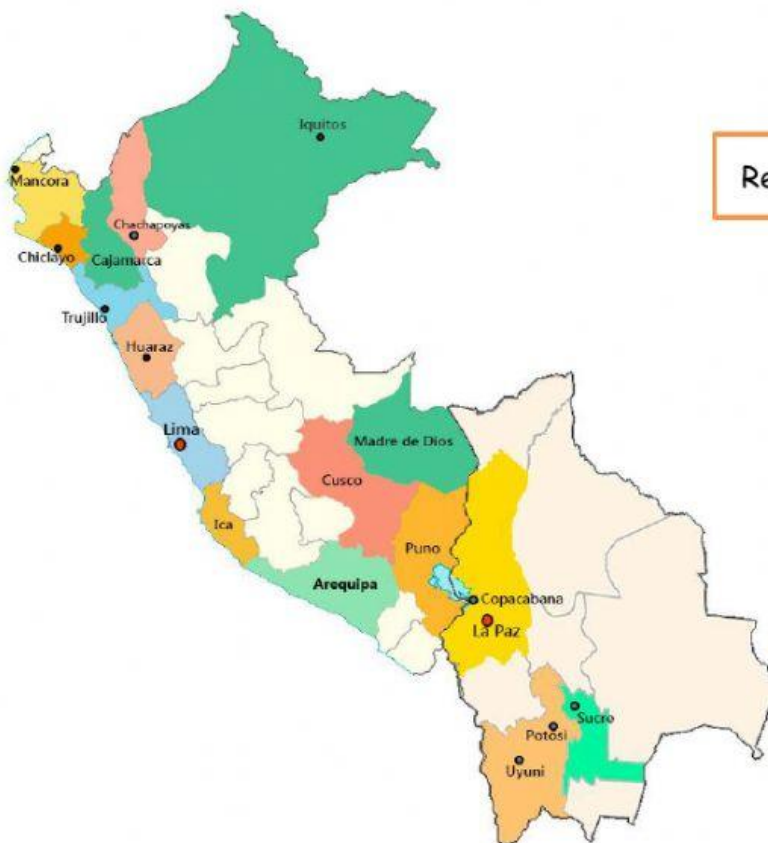 Iquitos
Mancora
Re
Chachapoyas
Chiclayo
Cajamarca
Trujillo
Huaraz
Lima
Madre de Dios
Cusco
Ica
Puno
Arequipa
Copacabana
La Paz
Sucre
Potosi
Uyuni